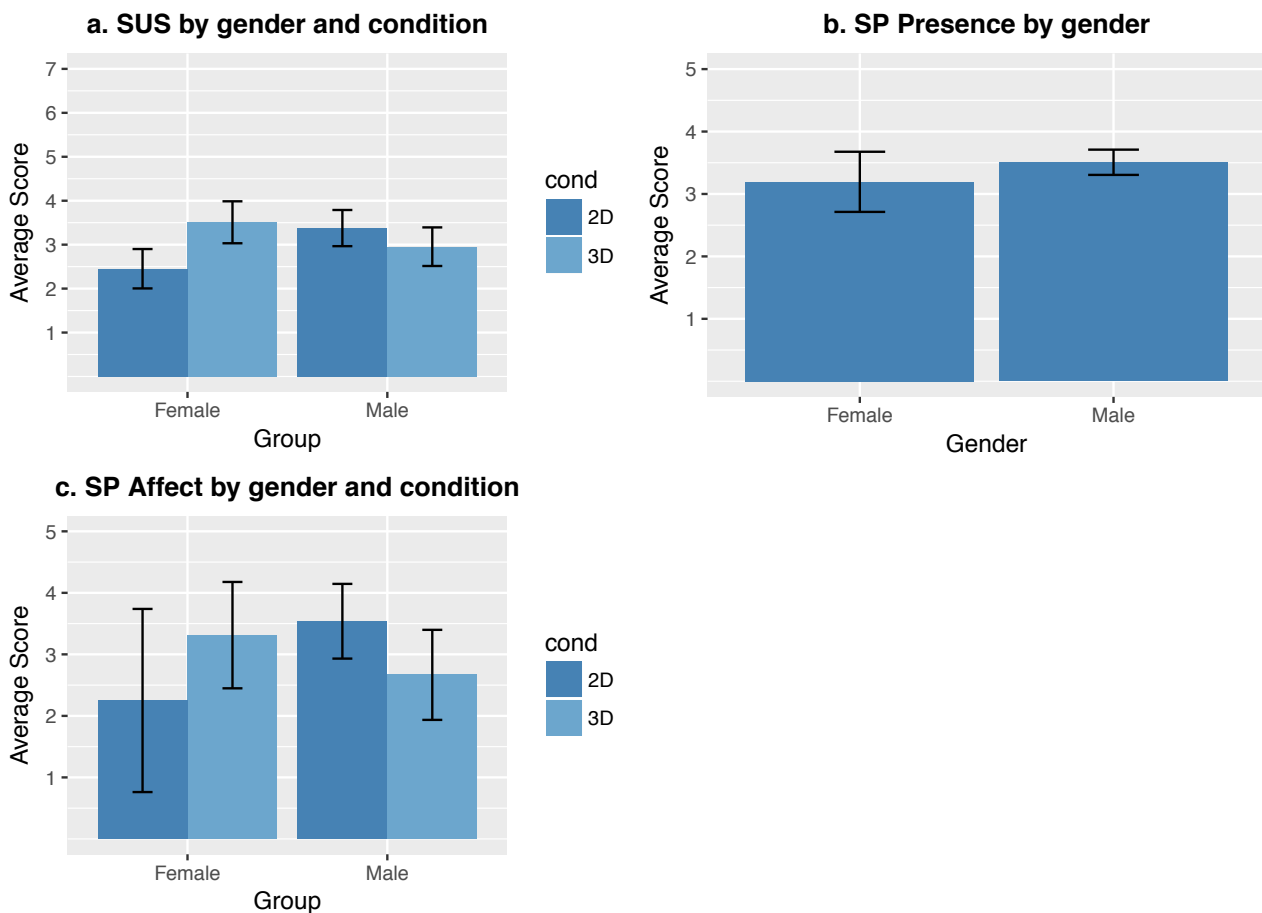 a. SUS by gender and condition
7
6
5
4
3
2
1
Average Score
Female
Male
Group
cond
2D
3D
b. SP Presence by gender
5
4
3
2
1
Average Score
Female
Male
Gender
c. SP Affect by gender and condition
5
4
3
2
1
Average Score
Female
Male
Group
cond
2D
3D